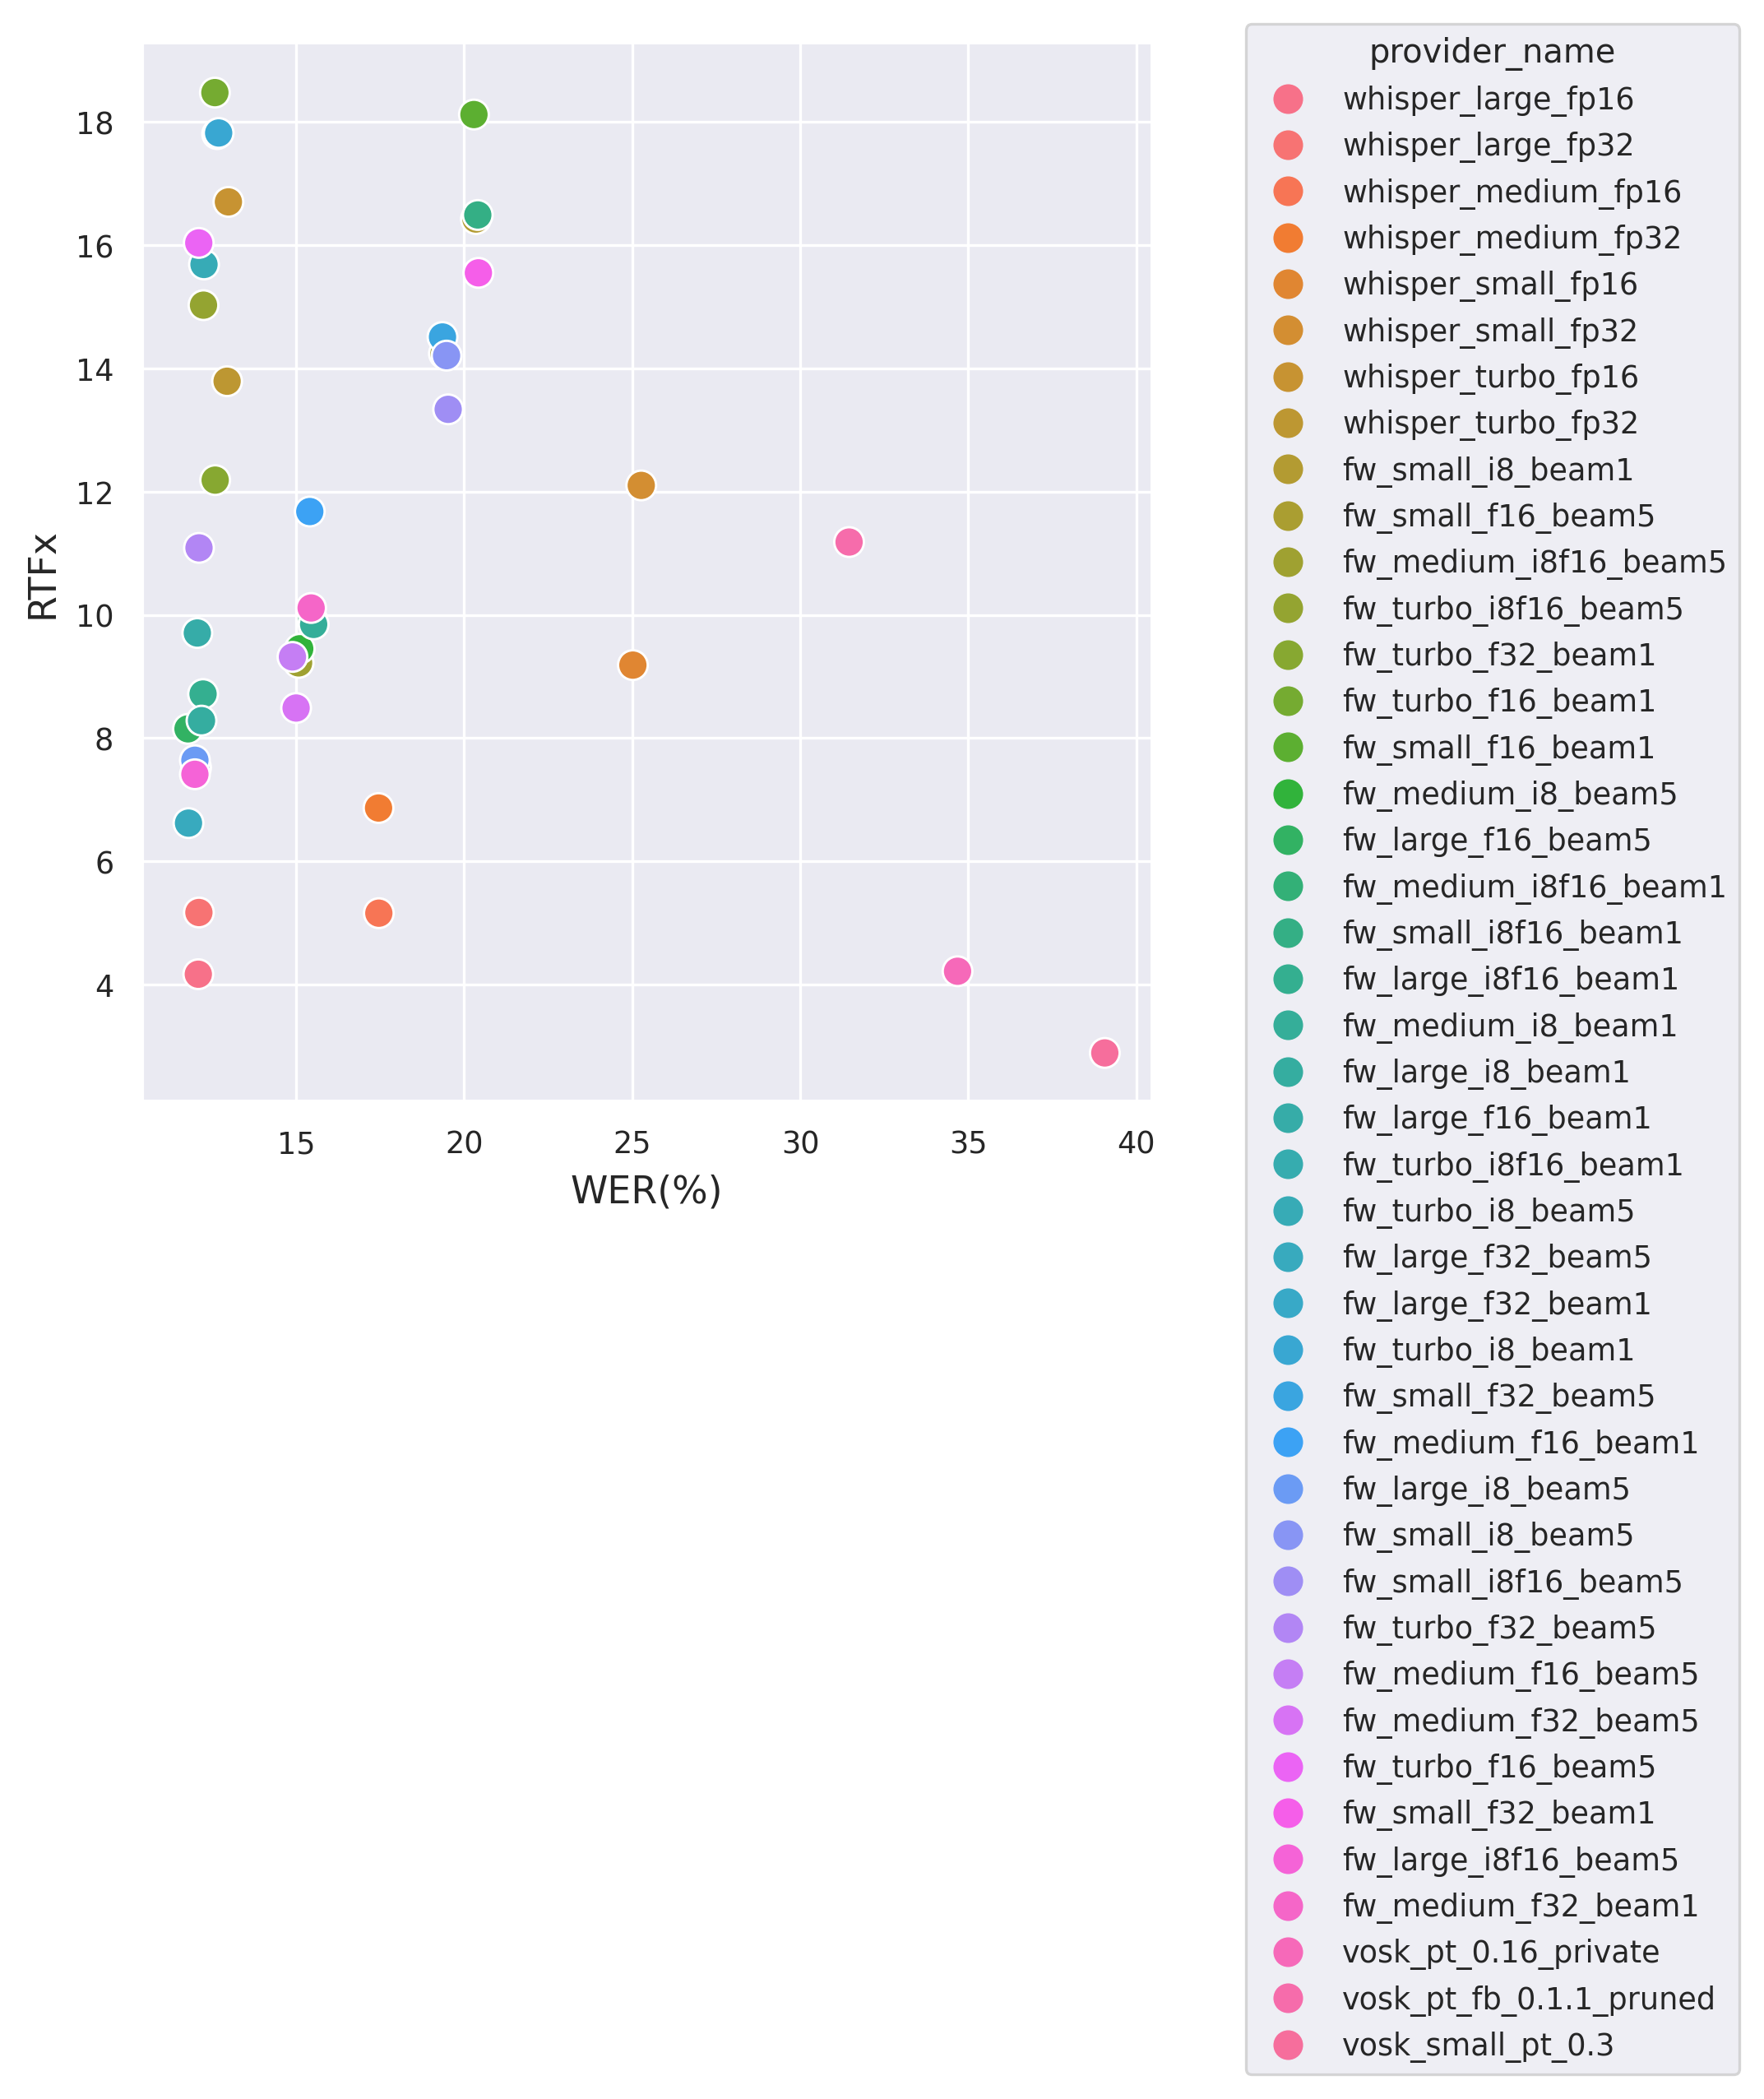 provider_name
whisper_large_fp16
whisper_large_fp32
whisper_medium_fp16
whisper_medium_fp32
whisper_small_fp16
whisper_small_fp32
whisper_turbo_fp16
whisper_turbo_fp32
fw_small_i8_beam1
fw_small_f16_beam5
fw_medium_i8f16_beam5
fw_turbo_i8f16_beam5
fw_turbo_f32_beam1
fw_turbo_f16_beam1
fw_small_f16_beam1
fw_medium_i8_beam5
fw_large_f16_beam5
fw_medium_i8f16_beam1
fw_small_i8f16_beam1
fw_large_i8f16_beam1
fw_medium_i8_beam1
fw_large_i8_beam1
fw_large_f16_beam1
fw_turbo_i8f16_beam1
fw_turbo_i8_beam5
fw_large_f32_beam5
fw_large_f32_beam1
fw_turbo_i8_beam1
fw_small_f32_beam5
fw_medium_f16_beam1
fw_large_i8_beam5
fw_small_i8_beam5
fw_small_i8f16_beam5
fw_turbo_f32_beam5
fw_medium_f16_beam5
fw_medium_f32_beam5
fw_turbo_f16_beam5
fw_small_f32_beam1
fw_large_i8f16_beam5
fw_medium_f32_beam1
vosk_pt_0.16_private
vosk_pt_fb_0.1.1_pruned
vosk_small_pt_0.3
RTFx
18
16
14
12
10
8
6
4
15 20 25 30 35 40
WER(%)